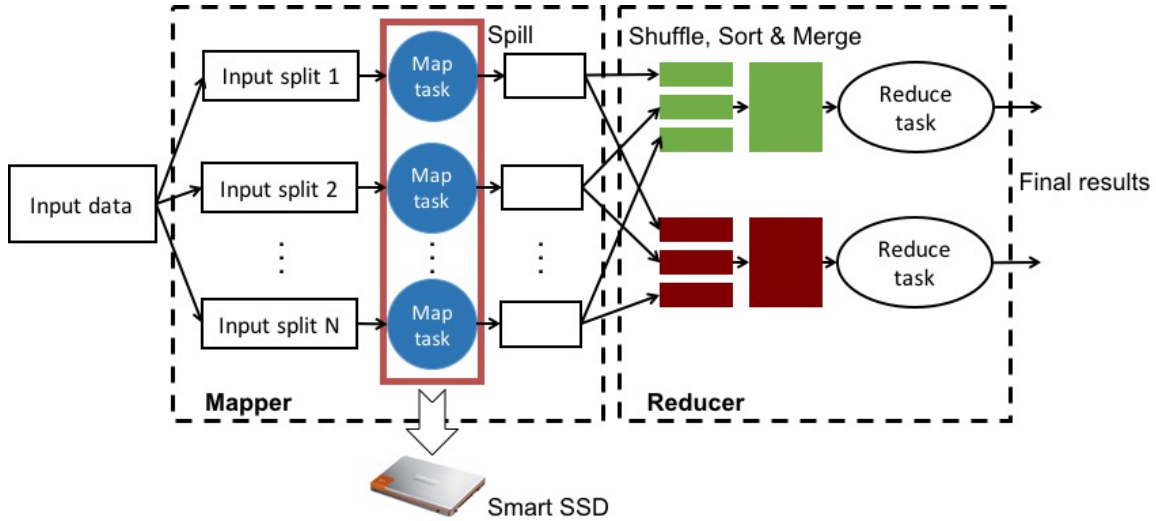 Spill
Shuffle, Sort & Merge
Input split 1
Map
task
Reduce
task
Input data
Input split 2
Map
task
Final results
Reduce
task
Input split N
Map
task
Mapper
Reducer
Smart SSD